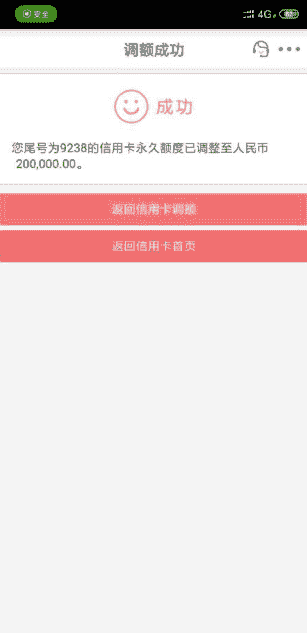 安全
4G
调额成功
成功
您尾号为9238的信用卡永久额度已调整至人民币
200,000.00。
返回信用卡调额
返回信用卡首页